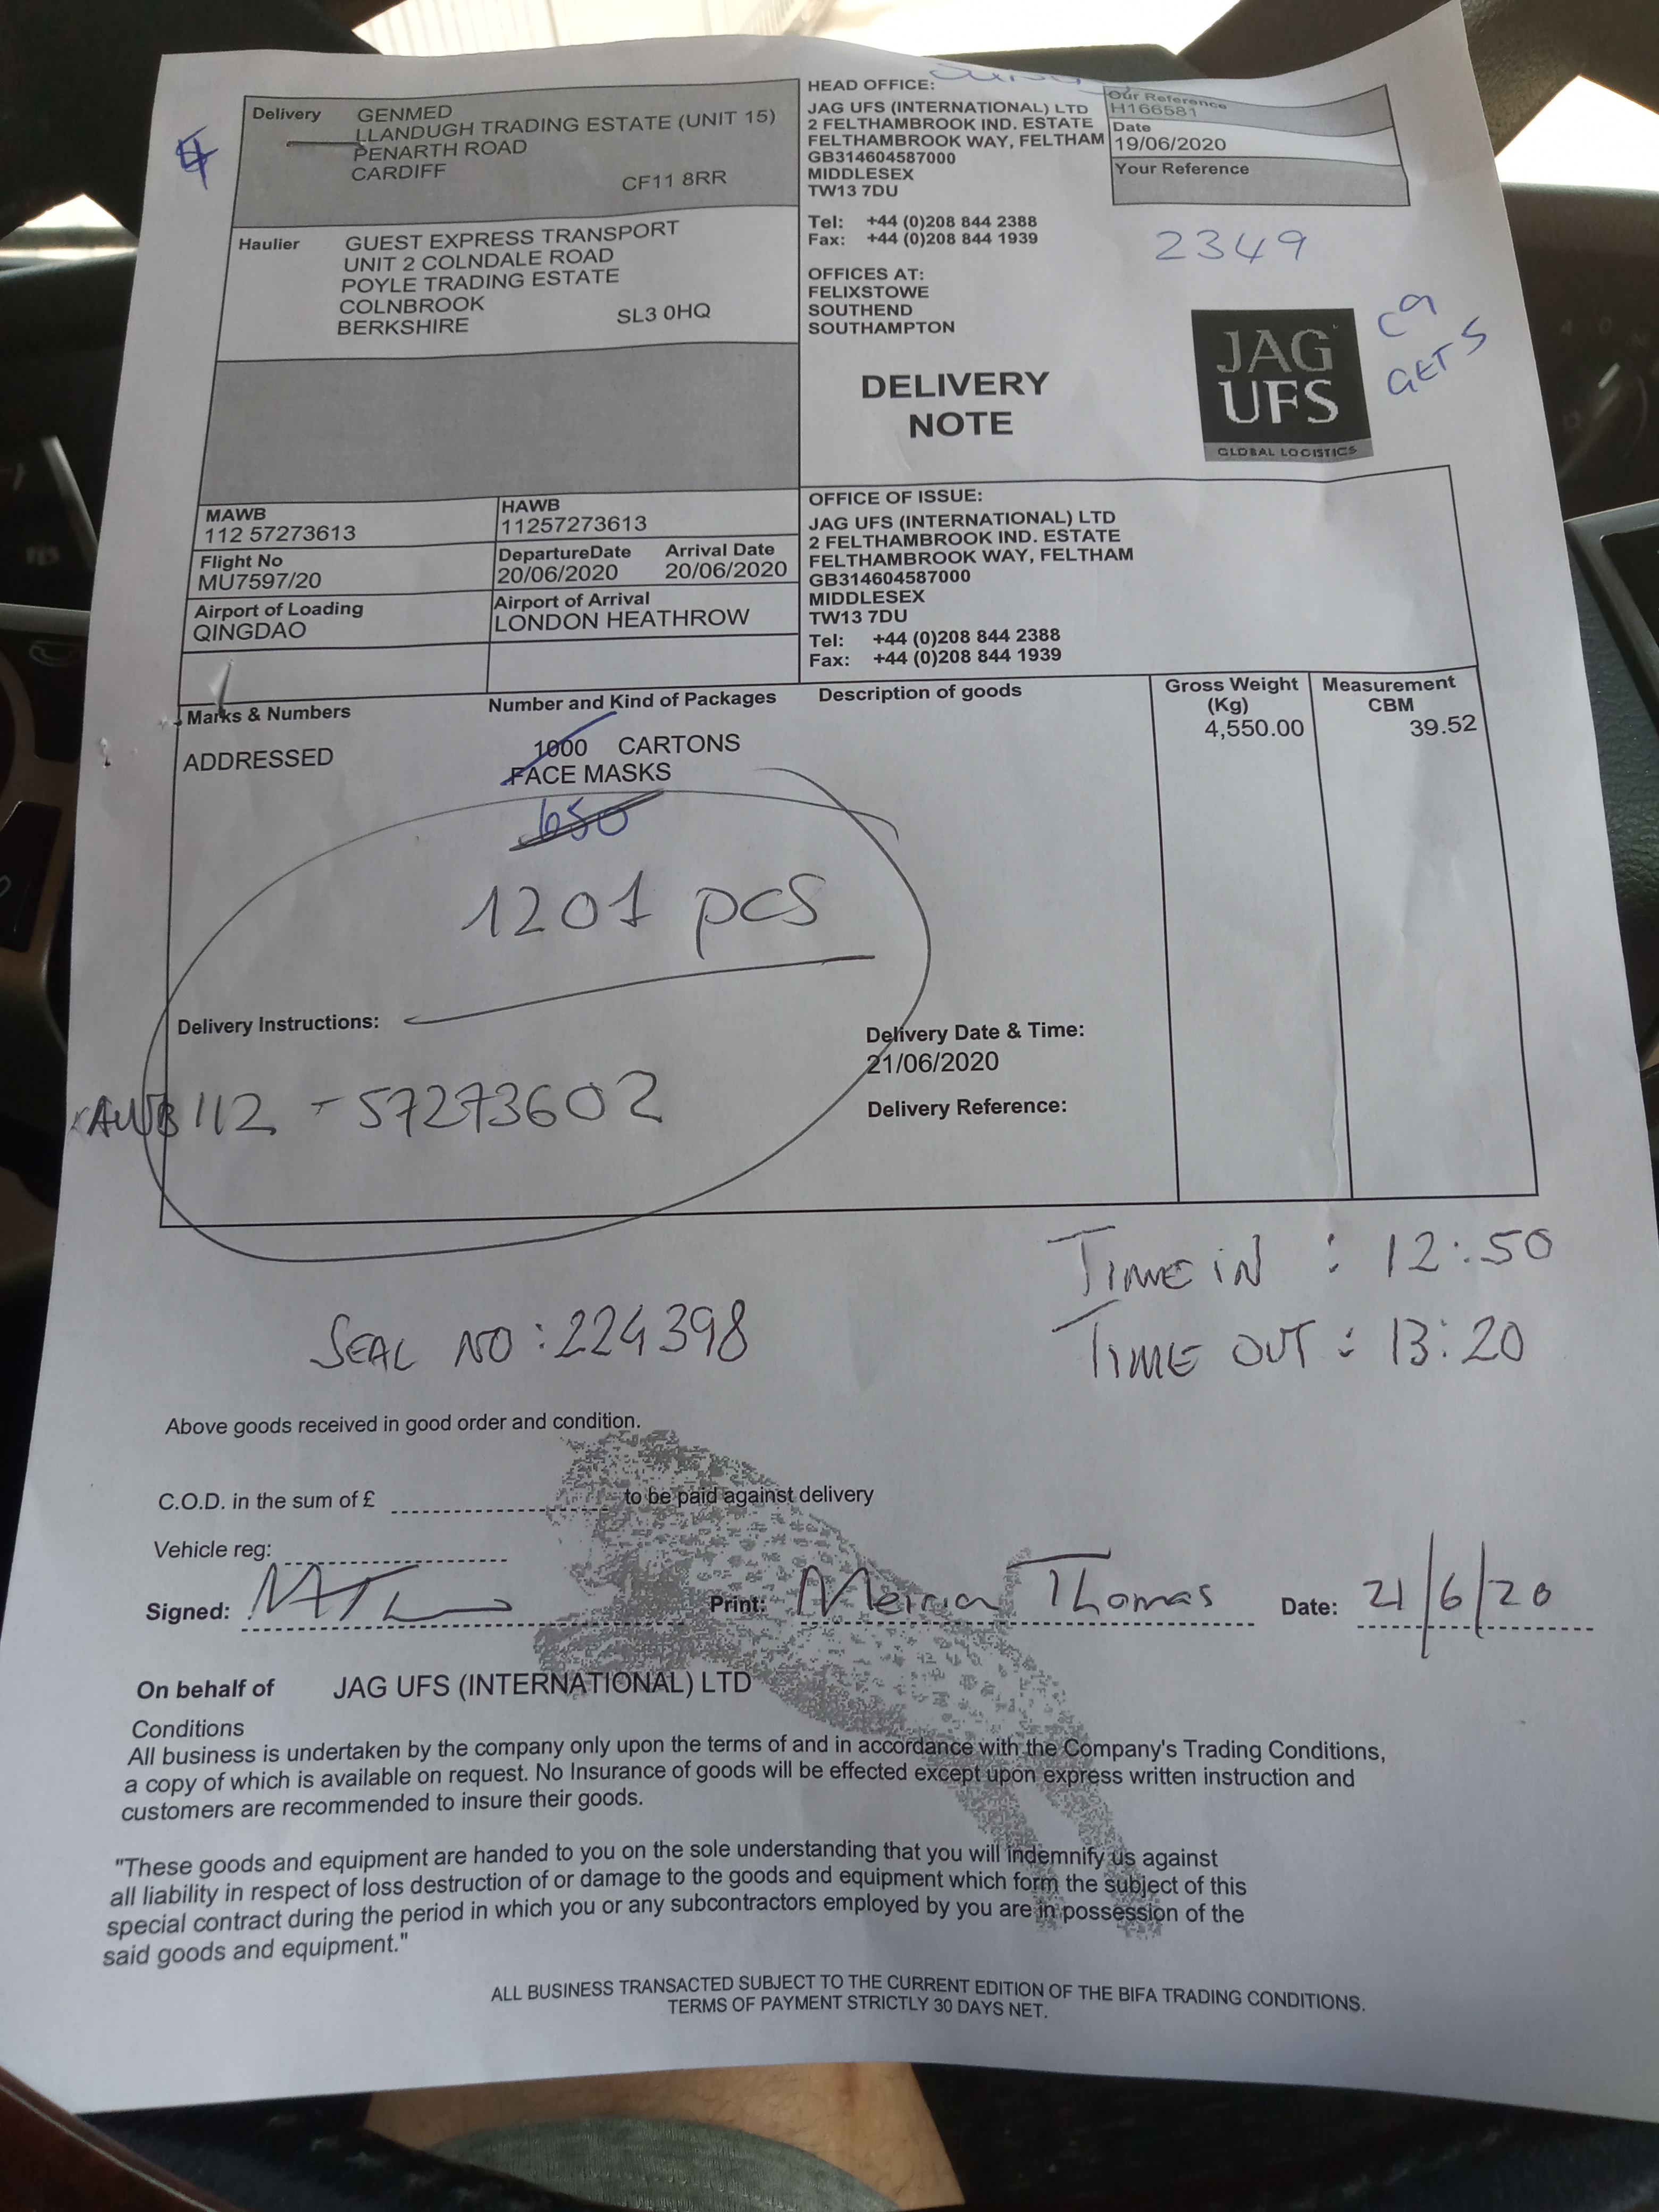 Delivery
GENMED
LLANDUGH TRADING ESTATE (UNIT 15)
PENARTH ROAD
CARDIFF
CF11 8RR
Haulier
GUEST EXPRESS TRANSPORT
UNIT 2 COLNDALE ROAD
POYLE TRADING ESTATE
COLNBROOK
BERKSHIRE
SL3 0HQ
HEAD OFFICE:
JAG UFS (INTERNATIONAL) LTD
2 FELTHAMBROOK IND. ESTATE
FELTHAMBROOK WAY, FELTHAM
GB314604587000
MIDDLESEX
TW13 7DU
Tel: +44 (0)208 844 2388
Fax: +44 (0)208 844 1939
OFFICES AT:
FELIXSTOWE
SOUTHEND
SOUTHAMPTON
Our Reference
H166581
Date
19/06/2020
Your Reference
2349
C9
GETS
DELIVERY
NOTE
JAG
UFS
GLOBAL LOGISTICS
MAWB
112 57273613
HAWB
11257273613
Flight No
MU7597/20
DepartureDate
20/06/2020
Arrival Date
20/06/2020
Airport of Loading
QINGDAO
Airport of Arrival
LONDON HEATHROW
OFFICE OF ISSUE:
JAG UFS (INTERNATIONAL) LTD
2 FELTHAMBROOK IND. ESTATE
FELTHAMBROOK WAY, FELTHAM
GB314604587000
MIDDLESEX
TW13 7DU
Tel: +44 (0)208 844 2388
Fax: +44 (0)208 844 1939
Marks & Numbers
Number and Kind of Packages
Description of goods
Gross Weight
(Kg)
Measurement
CBM
ADDRESSED
1000 CARTONS
FACE MASKS
4,550.00
39.52
650
1201 pcs
Delivery Instructions:
Delivery Date & Time:
21/06/2020
Delivery Reference:
AWB 112 - 57273602
TIME IN : 12:50
TIME OUT : 13:20
SEAL NO: 224398
Above goods received in good order and condition.
C.O.D. in the sum of £ to be paid against delivery
Vehicle reg:
Signed:
Print: Meirion Thomas
Date: 21/6/20
On behalf of JAG UFS (INTERNATIONAL) LTD
Conditions
All business is undertaken by the company only upon the terms of and in accordance with the Company's Trading Conditions,
a copy of which is available on request. No Insurance of goods will be effected except upon express written instruction and
customers are recommended to insure their goods.
"These goods and equipment are handed to you on the sole understanding that you will indemnify us against
all liability in respect of loss destruction of or damage to the goods and equipment which form the subject of this
special contract during the period in which you or any subcontractors employed by you are in possession of the
said goods and equipment."
ALL BUSINESS TRANSACTED SUBJECT TO THE CURRENT EDITION OF THE BIFA TRADING CONDITIONS.
TERMS OF PAYMENT STRICTLY 30 DAYS NET.